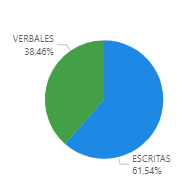 VERBALES
38,46%
ESCRITAS
61,54%